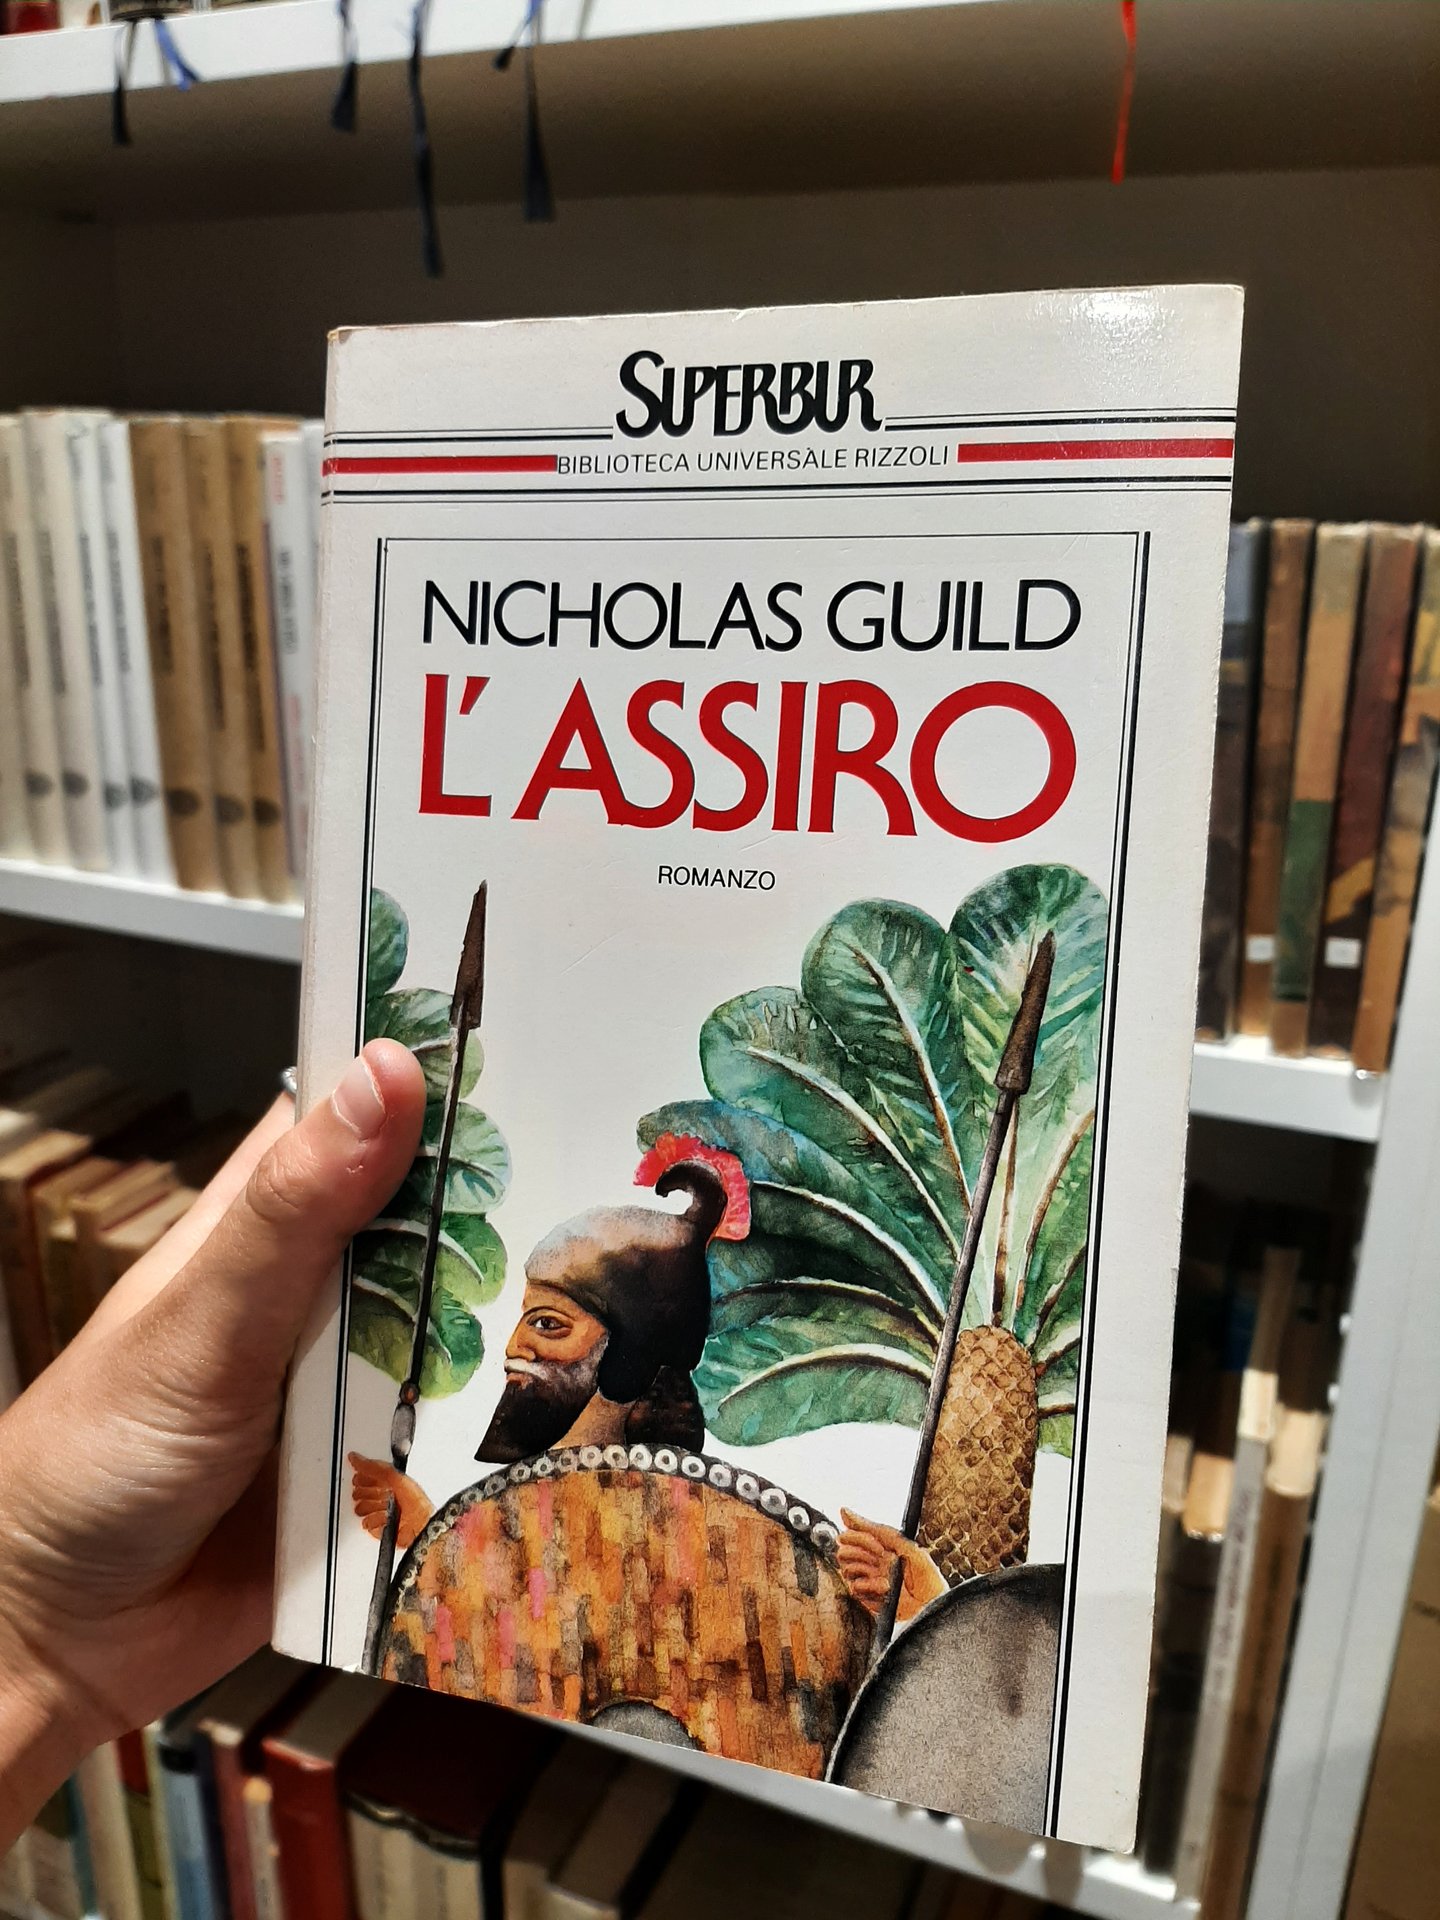 SUPERBUR
BIBLIOTECA UNIVERSALE RIZZOLI
NICHOLAS GUILD
L'ASSIRO
ROMANZO